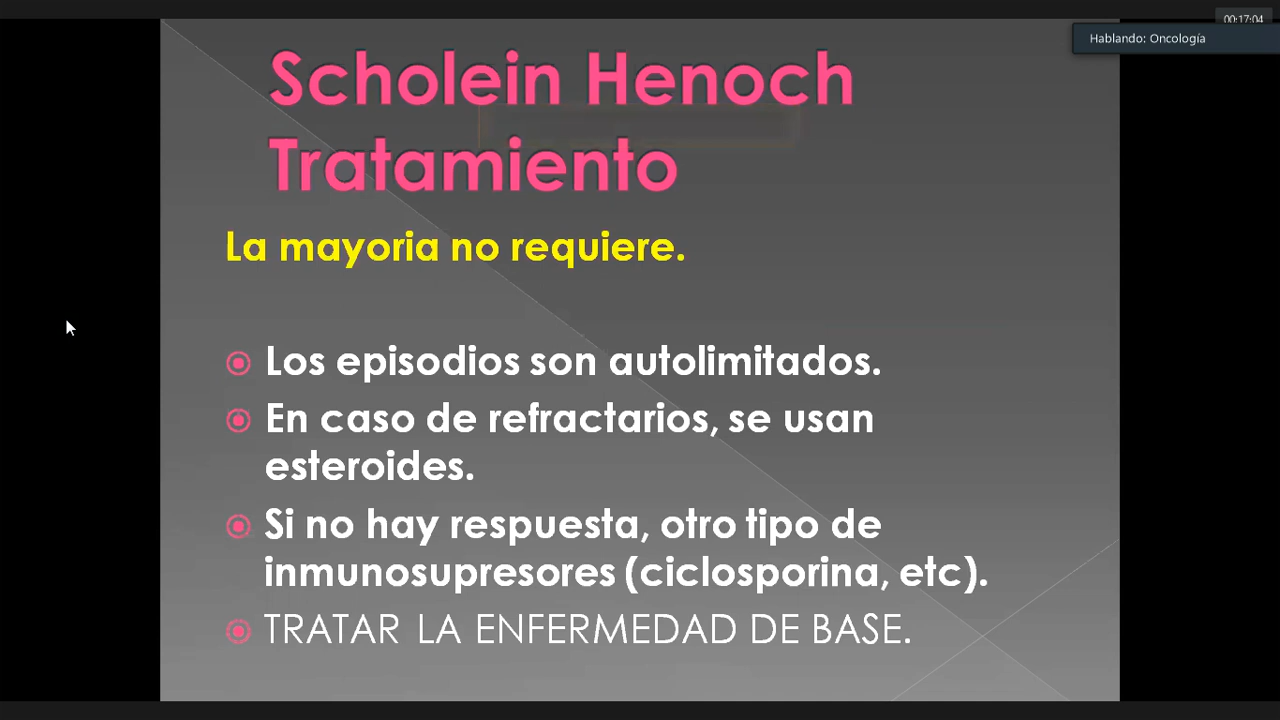 00:17:04
Hablando: Oncología
Scholein Henoch
Tratamiento
La mayoria no requiere.
Los episodios son autolimitados.
En caso de refractarios, se usan
esteroides.
Si no hay respuesta, otro tipo de
inmunosupresores (ciclosporina, etc).
TRATAR LA ENFERMEDAD DE BASE.